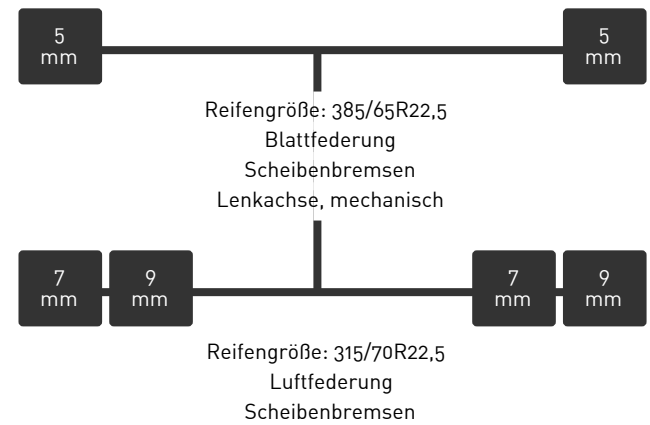 5 mm
5 mm
Reifengröße: 385/65R22,5
Blattfederung
Scheibenbremsen
Lenkachse, mechanisch
7 mm
9 mm
7 mm
9 mm
Reifengröße: 315/70R22,5
Luftfederung
Scheibenbremsen